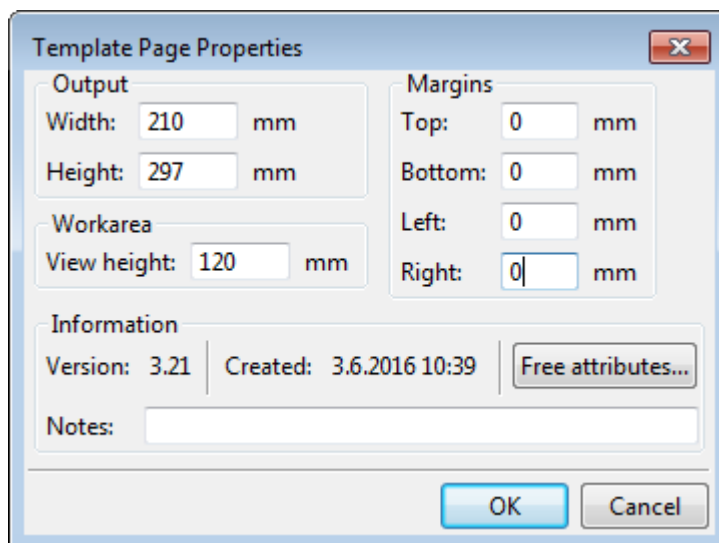 Template Page Properties
Output
Width: 210 mm
Height: 297 mm
Workarea
View height: 120 mm
Margins
Top: 0 mm
Bottom: 0 mm
Left: 0 mm
Right: 0 mm
Information
Version: 3.21 Created: 3.6.2016 10:39 Free attributes...
Notes:
OK Cancel